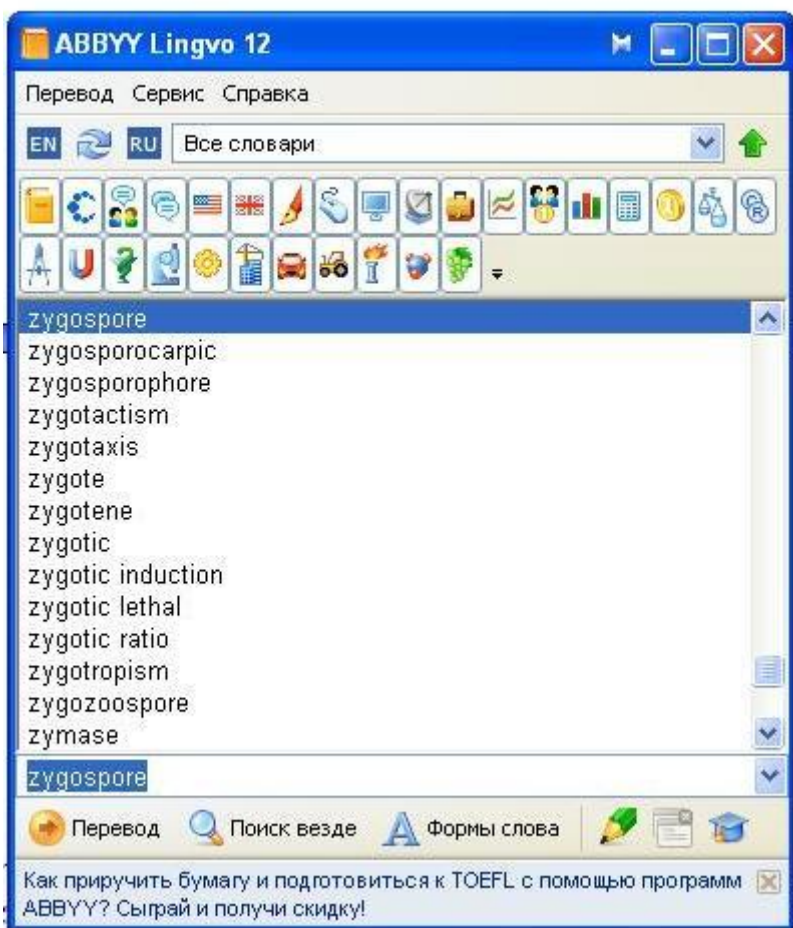 ABBYY Lingvo 12
Перевод Сервис Справка
EN RU Все словари
zygospore
zygosporocarpic
zygosporophore
zygotactism
zygotaxis
zygote
zygotene
zygotic
zygotic induction
zygotic lethal
zygotic ratio
zygotropism
zygozoospore
zymase
zygospore
Перевод Поиск везде Формы слова
Как приручить бумагу и подготовиться к TOEFL с помощью программ
ABBYY? Сыграй и получи скидку!